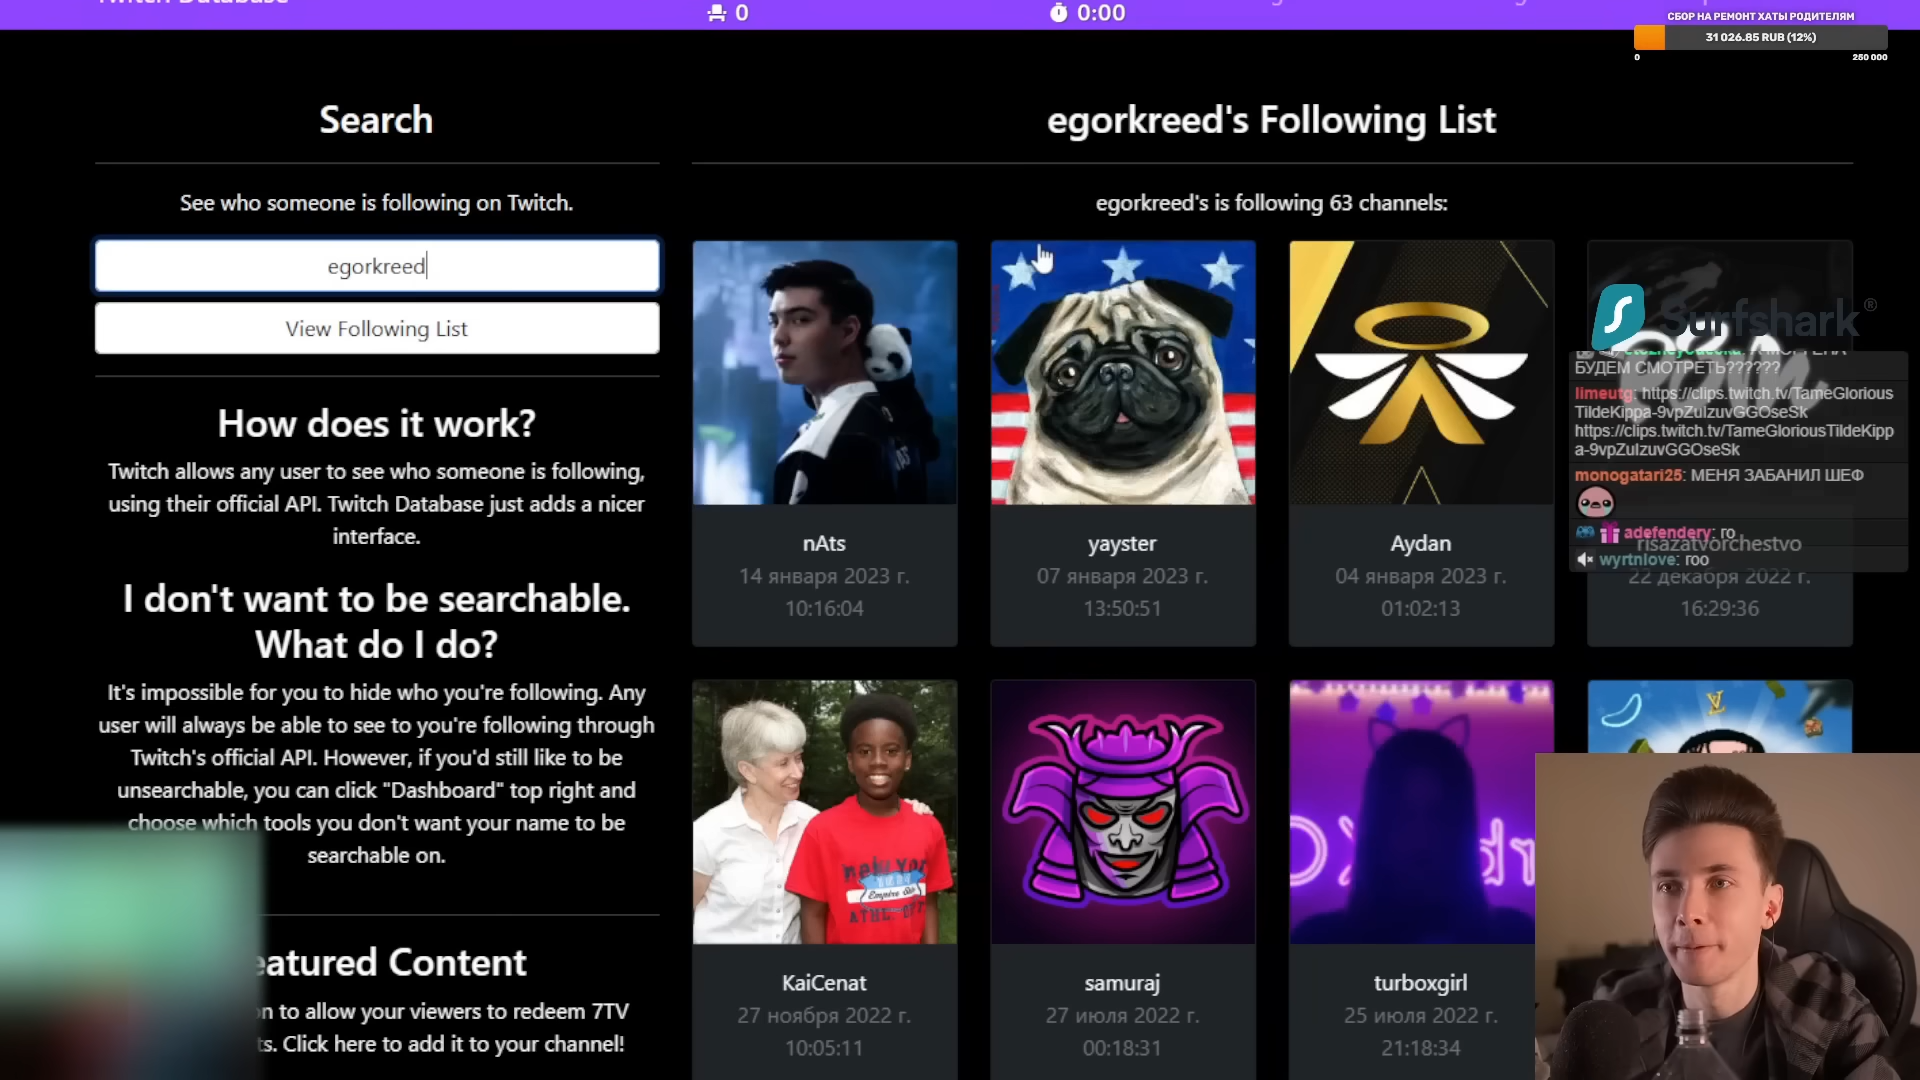 0
0:00
СБОР НА РЕМОНТ ХАТЫ РОДИТЕЛЯМ
31 026.85 RUB (12%)
0
250 000
Search
See who someone is following on Twitch.
egorkreed
View Following List
How does it work?
Twitch allows any user to see who someone is following,
using their official API. Twitch Database just adds a nicer
interface.
I don't want to be searchable.
What do I do?
It's impossible for you to hide who you're following. Any
user will always be able to see to you're following through
Twitch's official API. However, if you'd still like to be
unsearchable, you can click "Dashboard" top right and
choose which tools you don't want your name to be
searchable on.
eatured Content
on to allow your viewers to redeem 7TV
ts. Click here to add it to your channel!
egorkreed's Following List
egorkreed's is following 63 channels:
nAts
14 января 2023 г.
10:16:04
yayster
07 января 2023 г.
13:50:51
Aydan
04 января 2023 г.
01:02:13
risazatvorchestvo
22 декабря 2022 г.
16:29:36
KaiCenat
27 ноября 2022 г.
10:05:11
samuraj
27 июля 2022 г.
00:18:31
turboxgirl
25 июля 2022 г.
21:18:34
Surfshark®
БУДЕМ СМОТРЕТЬ??????
limeutg: https://clips.twitch.tv/TameGlorious
TildeKippa-9vpZuIzuvGGOseSk
https://clips.twitch.tv/TameGloriousTildeKipp
a-9vpZuIzuvGGOseSk
monogatari25: МЕНЯ ЗАБАНИЛ ШЕФ
adefendery: го
wyrtnlove: гоо